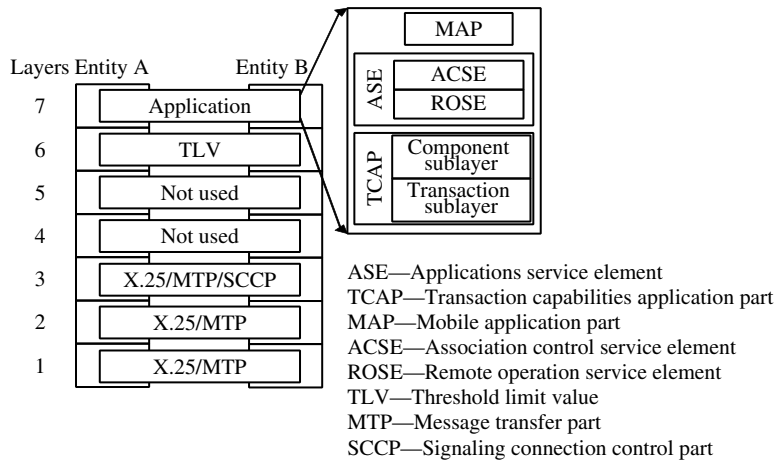 MAP
Layers Entity A Entity B
ASE
ACSE
ROSE
7 Application
6 TLV
TCAP
Component
sublayer
Transaction
sublayer
5 Not used
4 Not used
3 X.25/MTP/SCCP
2 X.25/MTP
1 X.25/MTP
ASE—Applications service element
TCAP—Transaction capabilities application part
MAP—Mobile application part
ACSE—Association control service element
ROSE—Remote operation service element
TLV—Threshold limit value
MTP—Message transfer part
SCCP—Signaling connection control part